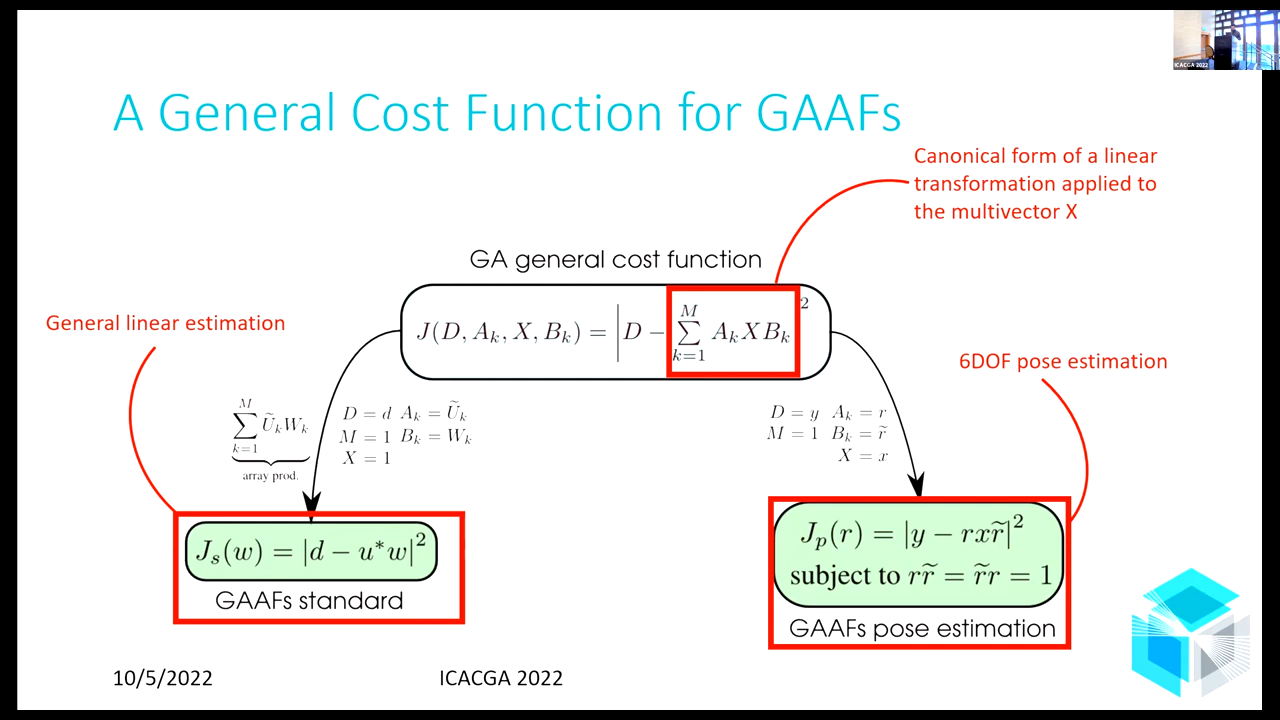 ICACGA 2022
A General Cost Function for GAAFs
Canonical form of a linear
transformation applied to
the multivector X
GA general cost function
J(D, A_k, X, B_k) = |D − ∑_{k=1}^{M} A_k X B_k|^2
General linear estimation
6DOF pose estimation
∑_{k=1}^{M} Ũ_k W_k
array prod.
D = d A_k = Ũ_k
M = 1 B_k = W_k
X = 1
D = y A_k = r
M = 1 B_k = r̃
X = x
J_s(w) = |d − u*w|^2
GAAFs standard
J_p(r) = |y − rxr̃|^2
subject to rr̃ = r̃r = 1
GAAFs pose estimation
10/5/2022
ICACGA 2022